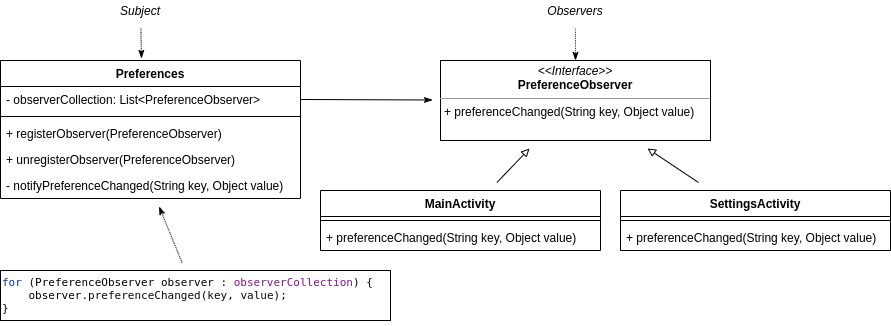 Subject
Observers
Preferences
- observerCollection: List<PreferenceObserver>
+ registerObserver(PreferenceObserver)
+ unregisterObserver(PreferenceObserver)
- notifyPreferenceChanged(String key, Object value)
<<Interface>>
PreferenceObserver
+ preferenceChanged(String key, Object value)
MainActivity
+ preferenceChanged(String key, Object value)
SettingsActivity
+ preferenceChanged(String key, Object value)
for (PreferenceObserver observer : observerCollection) {
    observer.preferenceChanged(key, value);
}